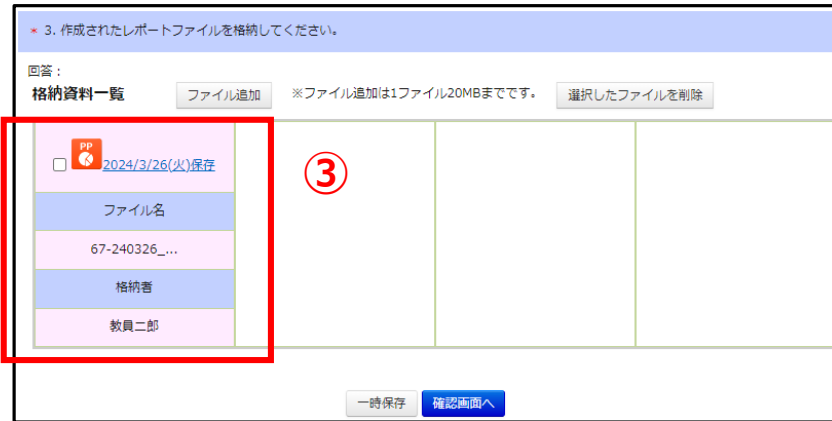 * 3. 作成されたレポートファイルを格納してください。
回答：
格納資料一覧 ファイル追加 ※ファイル追加は1ファイル20MBまでです。 選択したファイルを削除
PP
2024/3/26(火)保存
③
ファイル名
67-240326_...
格納者
教員二郎
一時保存 確認画面へ